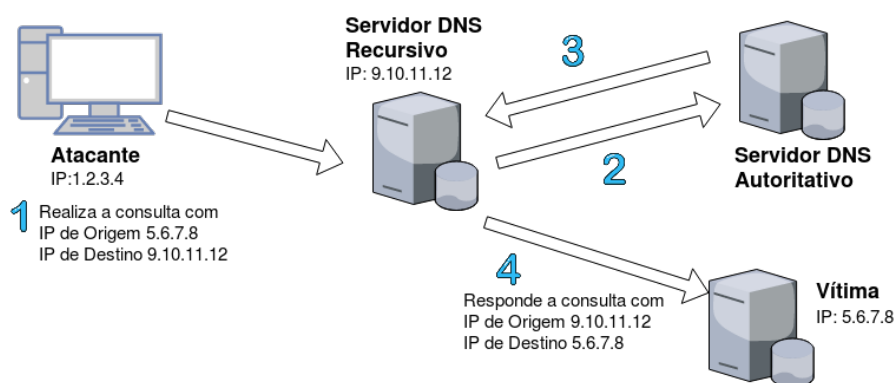 Servidor DNS
Recursivo
IP: 9.10.11.12
3
Atacante
IP:1.2.3.4
2
Servidor DNS
Autoritativo
1
Realiza a consulta com
IP de Origem 5.6.7.8
IP de Destino 9.10.11.12
4
Responde a consulta com
IP de Origem 9.10.11.12
IP de Destino 5.6.7.8
Vítima
IP: 5.6.7.8